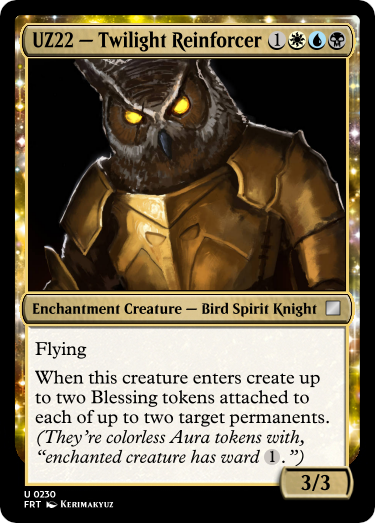 UZ22 — Twilight Reinforcer 1
Enchantment Creature — Bird Spirit Knight
Flying
When this creature enters create up
to two Blessing tokens attached to
each of up to two target permanents.
(They're colorless Aura tokens with,
“enchanted creature has ward 1.”)
3/3
U 0230
FRT Kerimakyuz